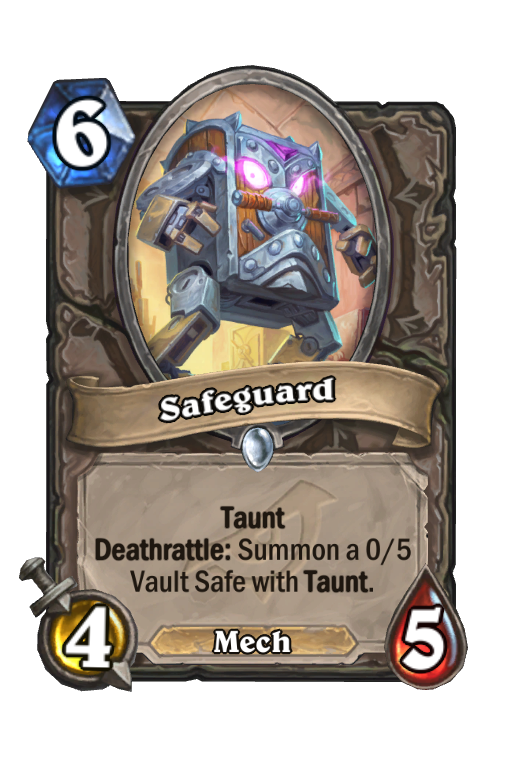 6
Safeguard
Taunt
Deathrattle: Summon a 0/5
Vault Safe with Taunt.
4
Mech
5